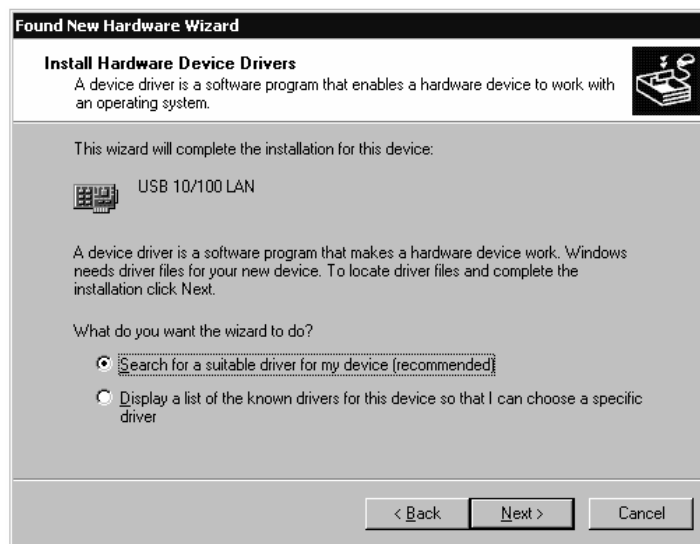 Found New Hardware Wizard
Install Hardware Device Drivers
A device driver is a software program that enables a hardware device to work with
an operating system.
This wizard will complete the installation for this device:
USB 10/100 LAN
A device driver is a software program that makes a hardware device work. Windows
needs driver files for your new device. To locate driver files and complete the
installation click Next.
What do you want the wizard to do?
Search for a suitable driver for my device (recommended)
Display a list of the known drivers for this device so that I can choose a specific
driver
< Back
Next >
Cancel